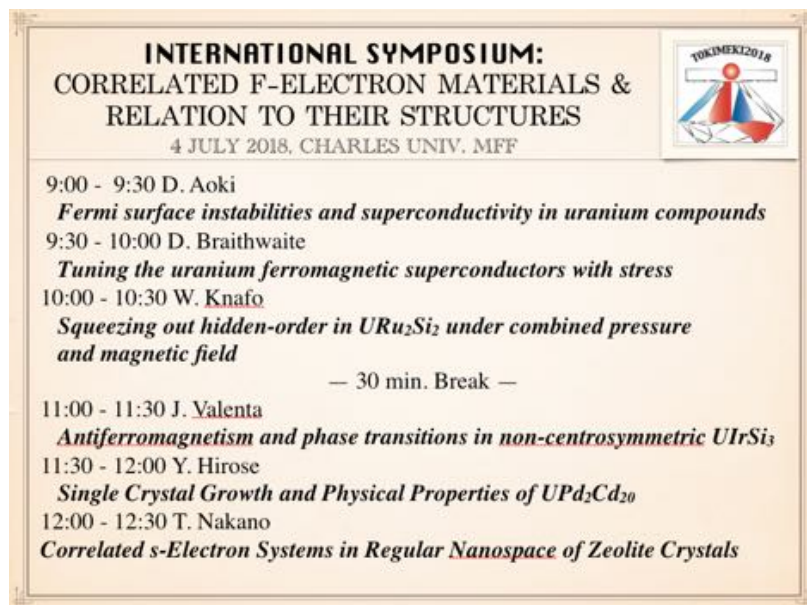 INTERNATIONAL SYMPOSIUM:
CORRELATED F-ELECTRON MATERIALS &
RELATION TO THEIR STRUCTURES
4 JULY 2018, CHARLES UNIV. MFF
TOKIMEKI2018
9:00 - 9:30 D. Aoki
Fermi surface instabilities and superconductivity in uranium compounds
9:30 - 10:00 D. Braithwaite
Tuning the uranium ferromagnetic superconductors with stress
10:00 - 10:30 W. Knafo
Squeezing out hidden-order in URu₂Si₂ under combined pressure
and magnetic field
— 30 min. Break —
11:00 - 11:30 J. Valenta
Antiferromagnetism and phase transitions in non-centrosymmetric UIrSi₃
11:30 - 12:00 Y. Hirose
Single Crystal Growth and Physical Properties of UPd₂Cd₂₀
12:00 - 12:30 T. Nakano
Correlated s-Electron Systems in Regular Nanospace of Zeolite Crystals